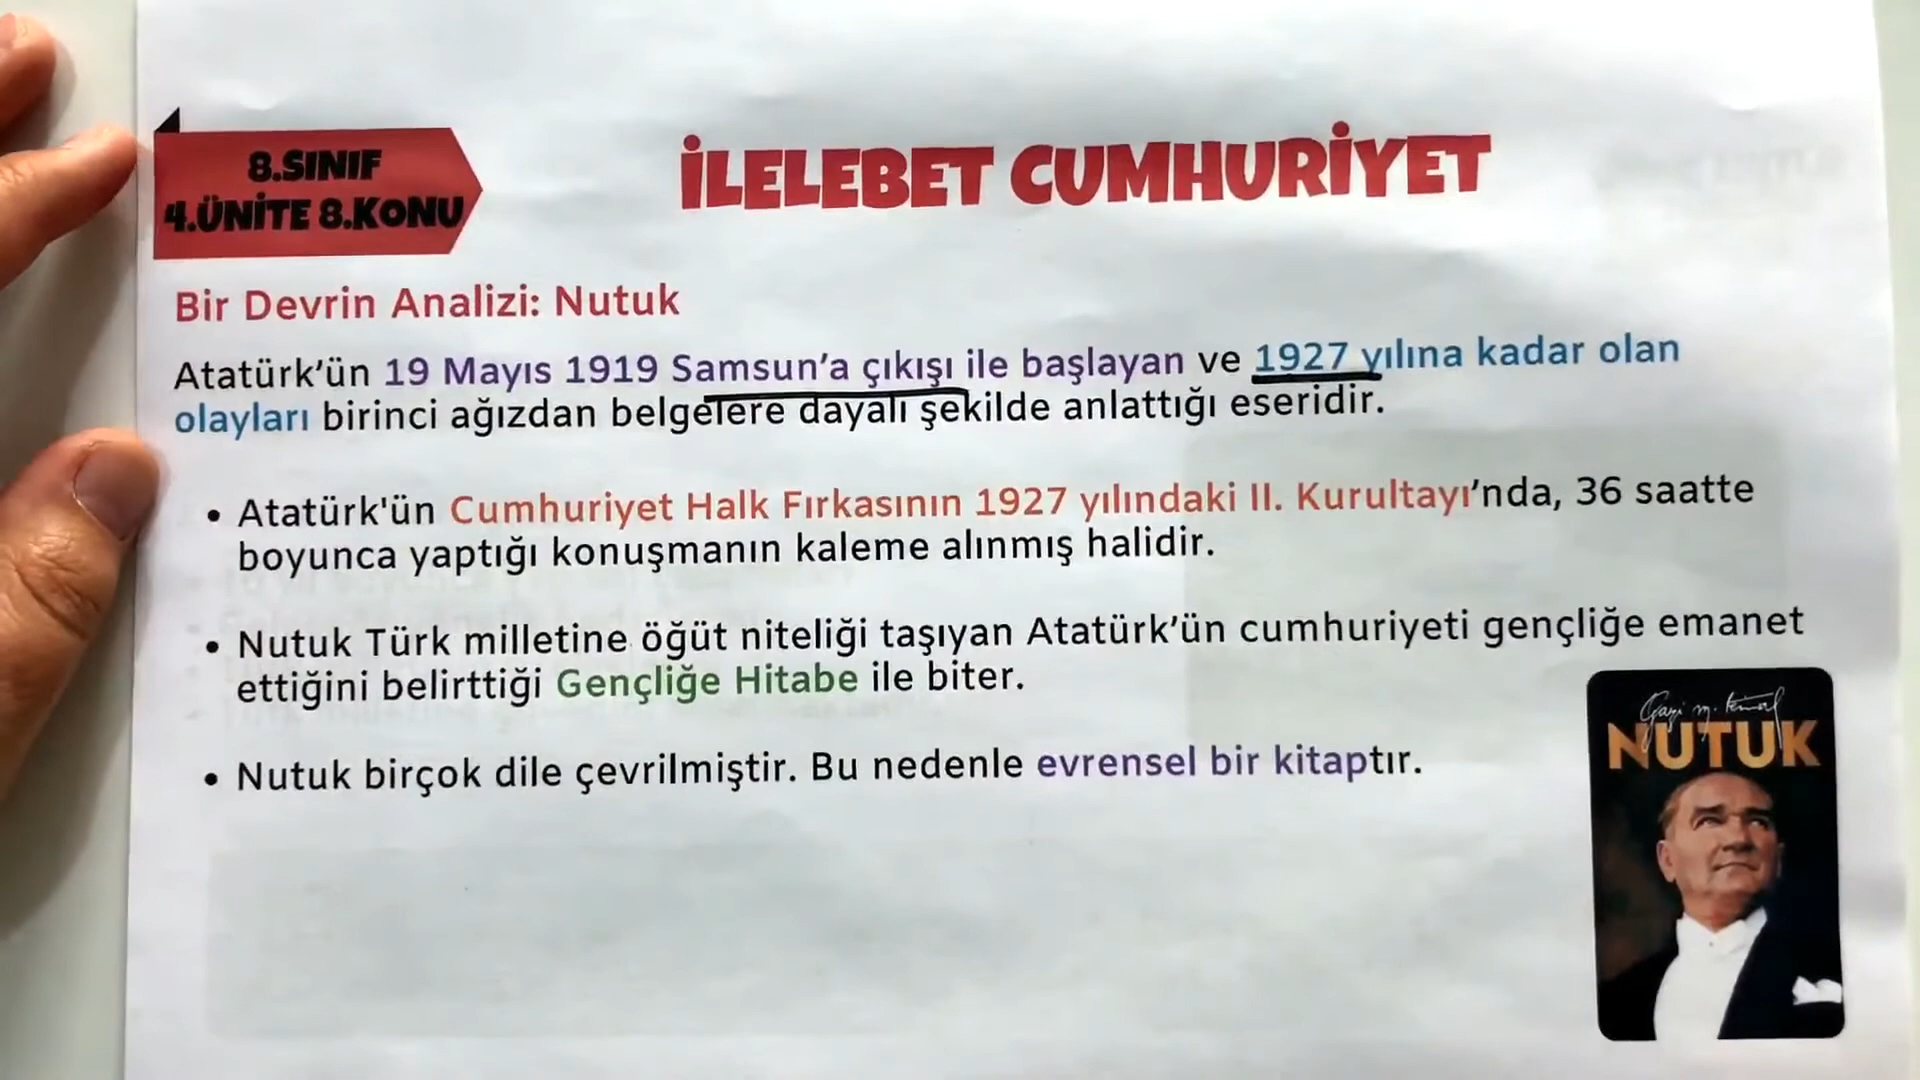 8.SINIF
4.ÜNİTE 8.KONU
İLELEBET CUMHURİYET
Bir Devrin Analizi: Nutuk
Atatürk'ün 19 Mayıs 1919 Samsun'a çıkışı ile başlayan ve 1927 yılına kadar olan
olayları birinci ağızdan belgelere dayalı şekilde anlattığı eseridir.
• Atatürk'ün Cumhuriyet Halk Fırkasının 1927 yılındaki II. Kurultayı'nda, 36 saatte
boyunca yaptığı konuşmanın kaleme alınmış halidir.
• Nutuk Türk milletine öğüt niteliği taşıyan Atatürk'ün cumhuriyeti gençliğe emanet
ettiğini belirttiği Gençliğe Hitabe ile biter.
• Nutuk birçok dile çevrilmiştir. Bu nedenle evrensel bir kitaptır.
Gazi M. Kemal
NUTUK